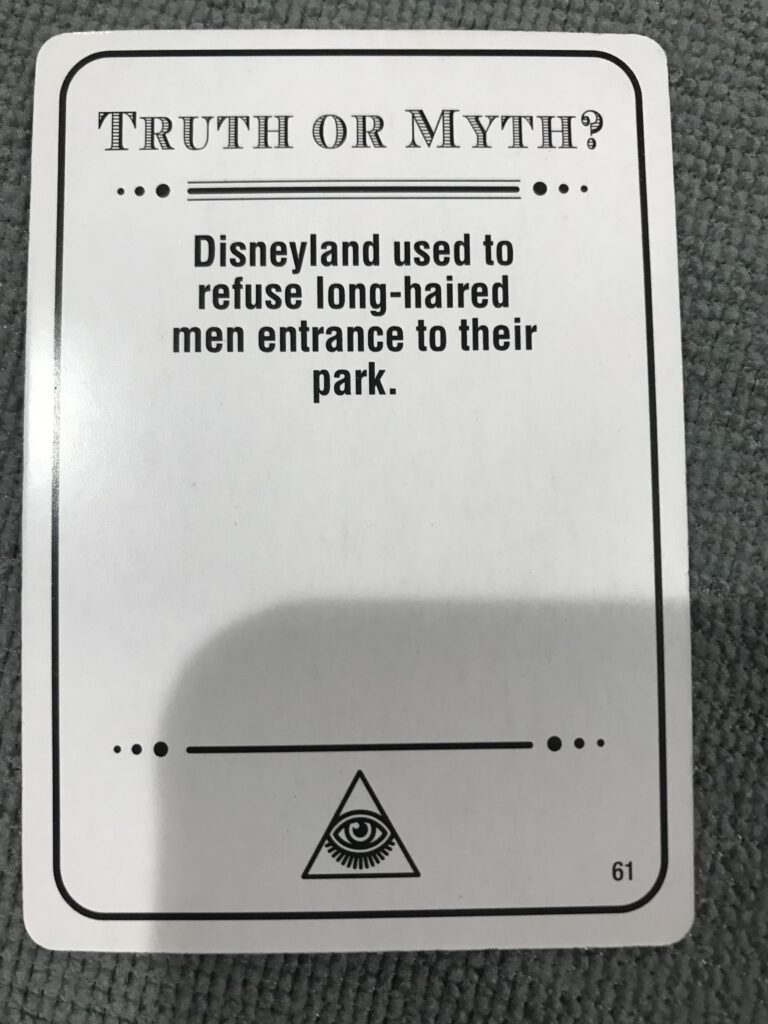 TRUTH OR MYTH?
Disneyland used to
refuse long-haired
men entrance to their
park.
61